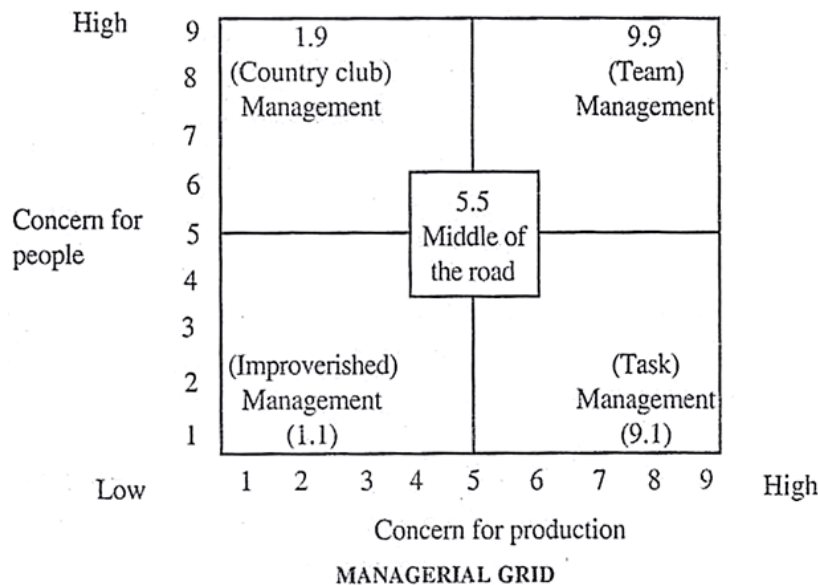 High
9
8
7
6
5
4
3
2
1
Concern for
people
Low
1.9
(Country club)
Management
9.9
(Team)
Management
5.5
Middle of
the road
(Improverished)
Management
(1.1)
(Task)
Management
(9.1)
1 2 3 4 5 6 7 8 9
High
Concern for production
MANAGERIAL GRID